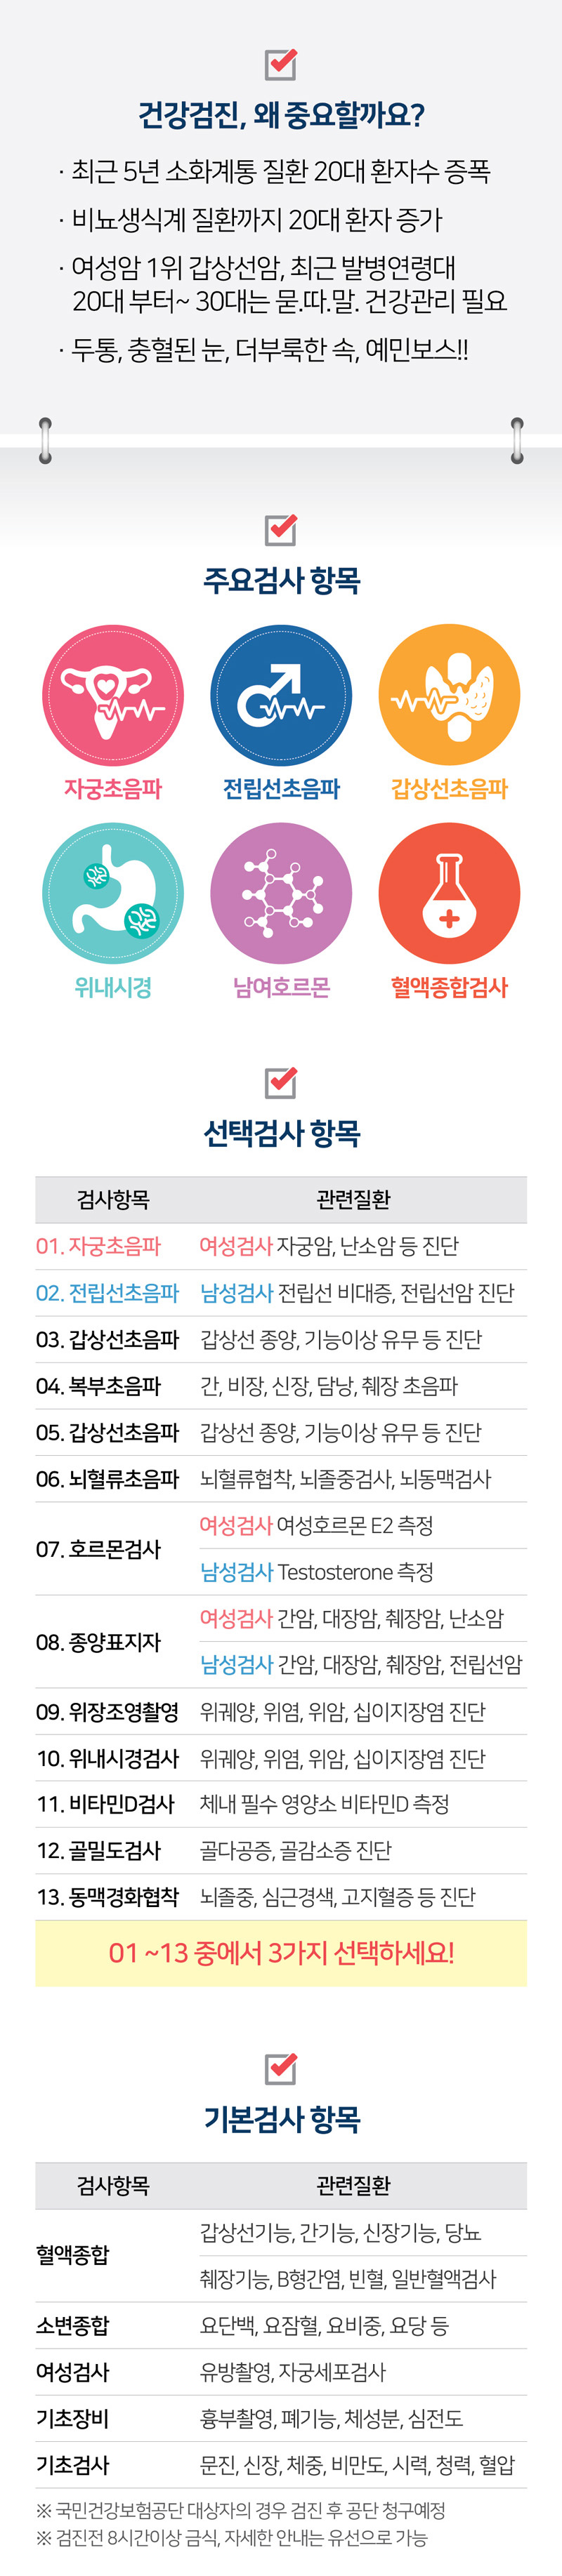 건강검진, 왜 중요할까요?
· 최근 5년 소화계통 질환 20대 환자수 증폭
· 비뇨생식계 질환까지 20대 환자 증가
· 여성암 1위 갑상선암, 최근 발병연령대
20대 부터~ 30대는 묻.따.말. 건강관리 필요
· 두통, 충혈된 눈, 더부룩한 속, 예민보스!!
주요검사 항목
자궁초음파 전립선초음파 갑상선초음파
위내시경 남여호르몬 혈액종합검사
선택검사 항목
검사항목 관련질환
01. 자궁초음파 여성검사 자궁암, 난소암 등 진단
02. 전립선초음파 남성검사 전립선 비대증, 전립선암 진단
03. 갑상선초음파 갑상선 종양, 기능이상 유무 등 진단
04. 복부초음파 간, 비장, 신장, 담낭, 췌장 초음파
05. 갑상선초음파 갑상선 종양, 기능이상 유무 등 진단
06. 뇌혈류초음파 뇌혈류협착, 뇌졸중검사, 뇌동맥검사
07. 호르몬검사 여성검사 여성호르몬 E2 측정
남성검사 Testosterone 측정
08. 종양표지자 여성검사 간암, 대장암, 췌장암, 난소암
남성검사 간암, 대장암, 췌장암, 전립선암
09. 위장조영촬영 위궤양, 위염, 위암, 십이지장염 진단
10. 위내시경검사 위궤양, 위염, 위암, 십이지장염 진단
11. 비타민D검사 체내 필수 영양소 비타민D 측정
12. 골밀도검사 골다공증, 골감소증 진단
13. 동맥경화협착 뇌졸중, 심근경색, 고지혈증 등 진단
01 ~13 중에서 3가지 선택하세요!
기본검사 항목
검사항목 관련질환
혈액종합 갑상선기능, 간기능, 신장기능, 당뇨
췌장기능, B형간염, 빈혈, 일반혈액검사
소변종합 요단백, 요잠혈, 요비중, 요당 등
여성검사 유방촬영, 자궁세포검사
기초장비 흉부촬영, 폐기능, 체성분, 심전도
기초검사 문진, 신장, 체중, 비만도, 시력, 청력, 혈압
※ 국민건강보험공단 대상자의 경우 검진 후 공단 청구예정
※ 검진전 8시간이상 금식, 자세한 안내는 유선으로 가능